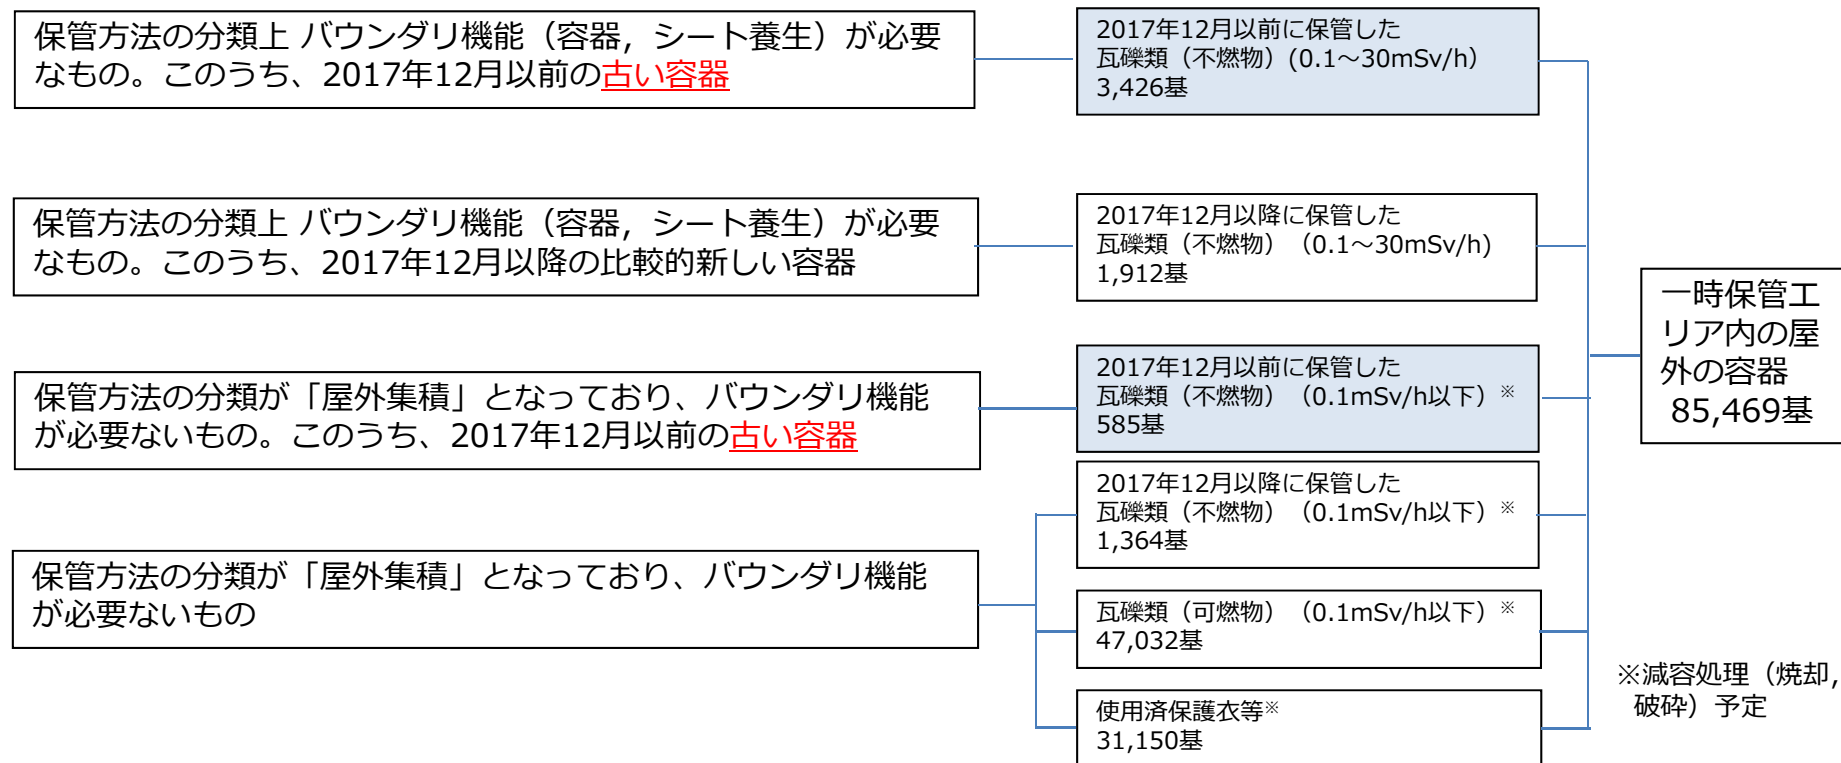 保管方法の分類上 バウンダリ機能（容器，シート養生）が必要
なもの。このうち、2017年12月以前の古い容器
2017年12月以前に保管した
瓦礫類（不燃物）(0.1～30mSv/h）
3,426基
保管方法の分類上 バウンダリ機能（容器，シート養生）が必要
なもの。このうち、2017年12月以降の比較的新しい容器
2017年12月以降に保管した
瓦礫類（不燃物）（0.1～30mSv/h)
1,912基
保管方法の分類が「屋外集積」となっており、バウンダリ機能
が必要ないもの。このうち、2017年12月以前の古い容器
2017年12月以前に保管した
瓦礫類（不燃物）（0.1mSv/h以下）※
585基
保管方法の分類が「屋外集積」となっており、バウンダリ機能
が必要ないもの
2017年12月以降に保管した
瓦礫類（不燃物）（0.1mSv/h以下）※
1,364基
瓦礫類（可燃物）（0.1mSv/h以下）※
47,032基
使用済保護衣等※
31,150基
一時保管エ
リア内の屋
外の容器
85,469基
※減容処理（焼却，
破砕）予定